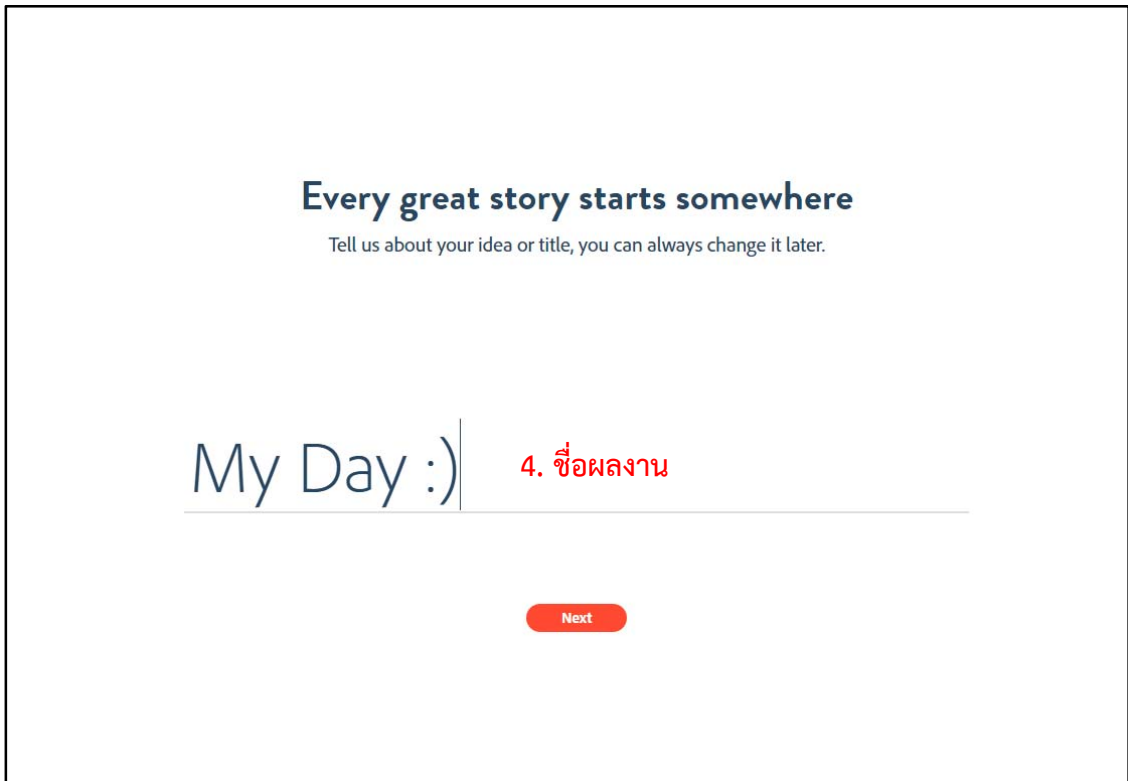 Every great story starts somewhere
Tell us about your idea or title, you can always change it later.
My Day :)
4. ชื่อผลงาน
Next